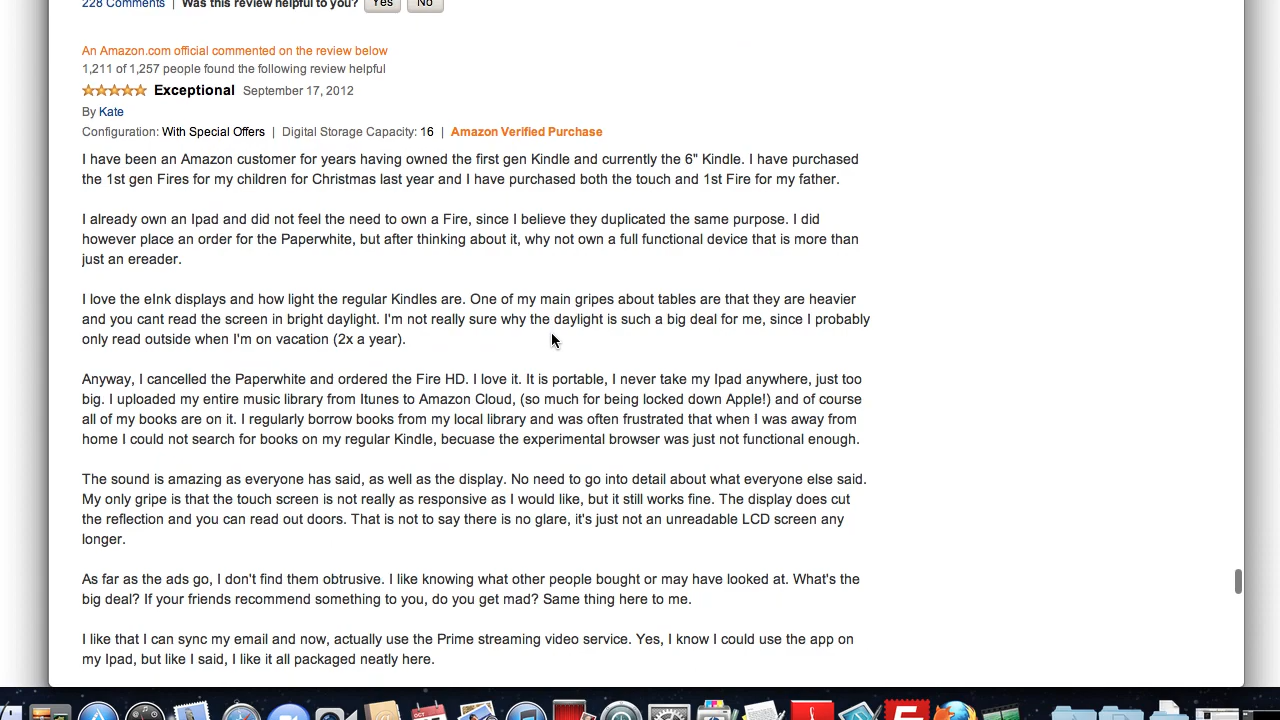 228 Comments | Was this review helpful to you? Yes No
An Amazon.com official commented on the review below
1,211 of 1,257 people found the following review helpful
Exceptional September 17, 2012
By Kate
Configuration: With Special Offers | Digital Storage Capacity: 16 | Amazon Verified Purchase
I have been an Amazon customer for years having owned the first gen Kindle and currently the 6" Kindle. I have purchased
the 1st gen Fires for my children for Christmas last year and I have purchased both the touch and 1st Fire for my father.
I already own an Ipad and did not feel the need to own a Fire, since I believe they duplicated the same purpose. I did
however place an order for the Paperwhite, but after thinking about it, why not own a full functional device that is more than
just an ereader.
I love the eInk displays and how light the regular Kindles are. One of my main gripes about tables are that they are heavier
and you cant read the screen in bright daylight. I'm not really sure why the daylight is such a big deal for me, since I probably
only read outside when I'm on vacation (2x a year).
Anyway, I cancelled the Paperwhite and ordered the Fire HD. I love it. It is portable, I never take my Ipad anywhere, just too
big. I uploaded my entire music library from Itunes to Amazon Cloud, (so much for being locked down Apple!) and of course
all of my books are on it. I regularly borrow books from my local library and was often frustrated that when I was away from
home I could not search for books on my regular Kindle, becuase the experimental browser was just not functional enough.
The sound is amazing as everyone has said, as well as the display. No need to go into detail about what everyone else said.
My only gripe is that the touch screen is not really as responsive as I would like, but it still works fine. The display does cut
the reflection and you can read out doors. That is not to say there is no glare, it's just not an unreadable LCD screen any
longer.
As far as the ads go, I don't find them obtrusive. I like knowing what other people bought or may have looked at. What's the
big deal? If your friends recommend something to you, do you get mad? Same thing here to me.
I like that I can sync my email and now, actually use the Prime streaming video service. Yes, I know I could use the app on
my Ipad, but like I said, I like it all packaged neatly here.
OCT